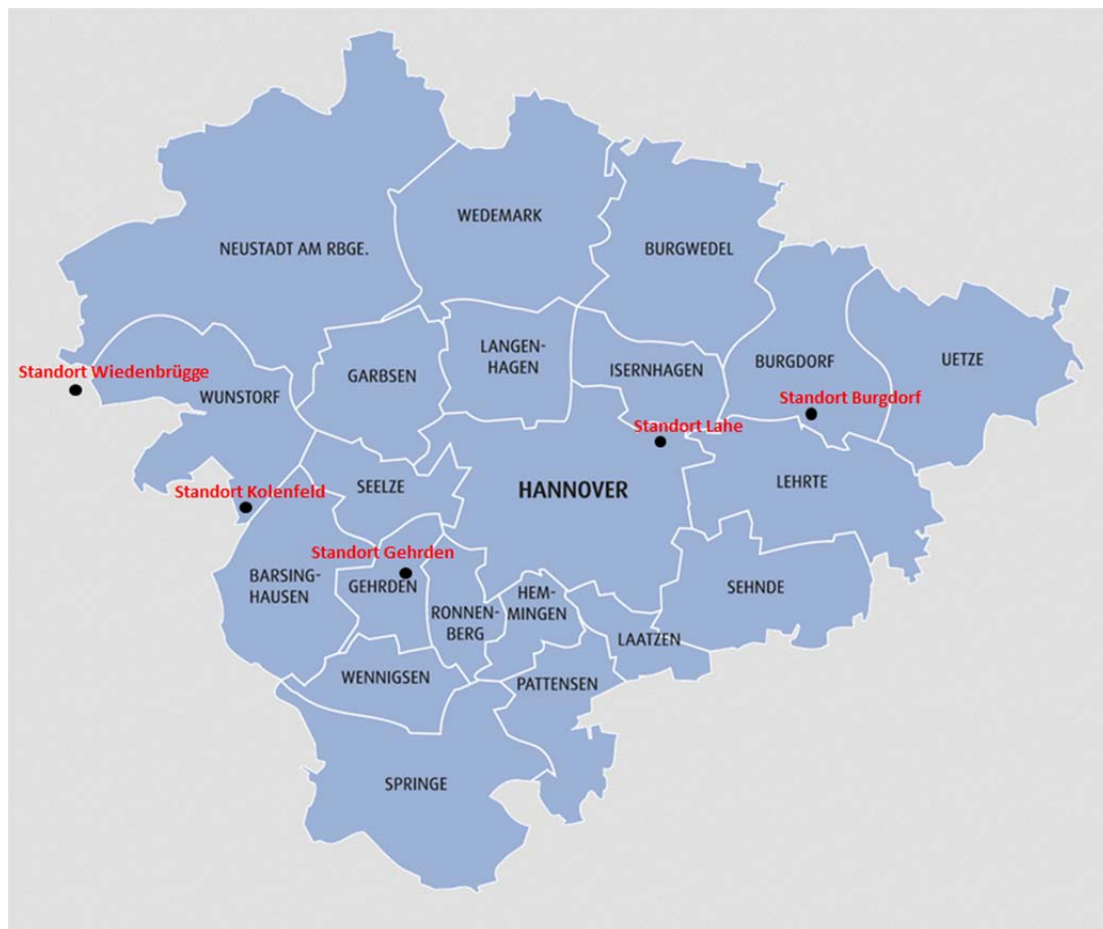 WEDEMARK
NEUSTADT AM RBGE.
BURGWEDEL
LANGEN-
HAGEN
ISERNHAGEN
BURGDORF
UETZE
Standort Wiedenbrügge
GARBSEN
WUNSTORF
Standort Burgdorf
Standort Lahe
SEELZE
HANNOVER
LEHRTE
Standort Kolenfeld
Standort Gehrden
BARSING-
HAUSEN
GEHRDEN
RONNEN-
BERG
HEM-
MINGEN
SEHNDE
LAATZEN
WENNIGSEN
PATTENSEN
SPRINGE